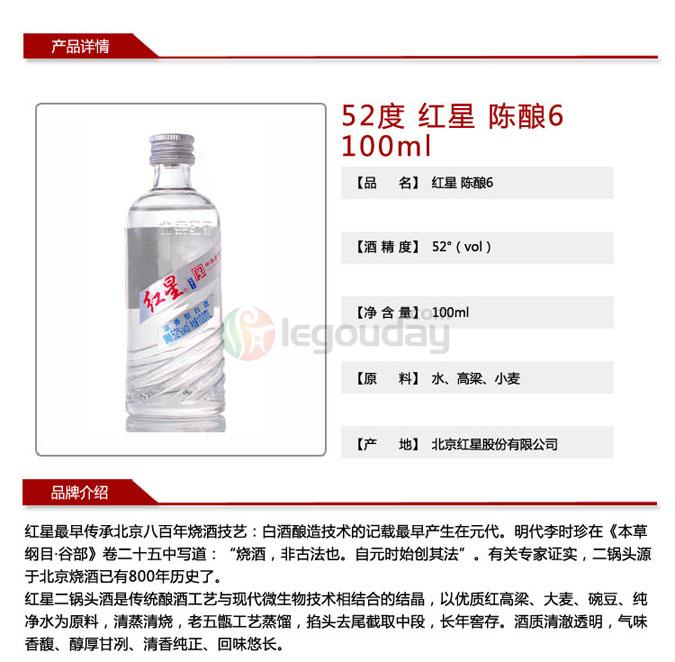 产品详情
52度 红星 陈酿6
100ml
【品 名】 红星 陈酿6
【酒 精 度】 52°（vol）
【净 含 量】 100ml
【原 料】 水、高粱、小麦
【产 地】 北京红星股份有限公司
红星
浓香型白酒
52%vol 100ML
legouday
品牌介绍
红星最早传承北京八百年烧酒技艺：白酒酿造技术的记载最早产生在元代。明代李时珍在《本草
纲目·谷部》卷二十五中写道：“烧酒，非古法也。自元时始创其法”。有关专家证实，二锅头源
于北京烧酒已有800年历史了。
红星二锅头酒是传统酿酒工艺与现代微生物技术相结合的结晶，以优质红高梁、大麦、碗豆、纯
净水为原料，清蒸清烧，老五甑工艺蒸馏，掐头去尾截取中段，长年窖存。酒质清澈透明，气味
香馥、醇厚甘冽、清香纯正、回味悠长。